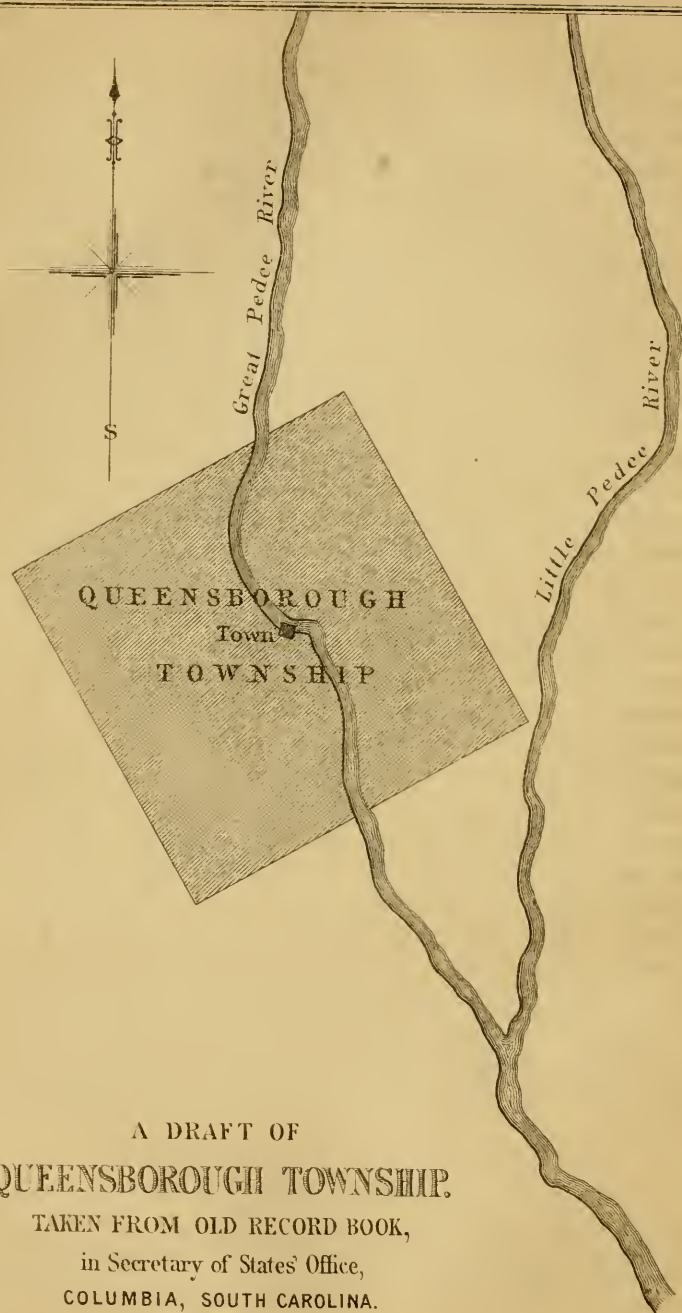 Great Pedee River
Little Pedee River
S
QUEENSBOROUGH
Town
TOWNSHIP
A DRAFT OF
QUEENSBOROUGH TOWNSHIP.
TAKEN FROM OLD RECORD BOOK,
in Secretary of States' Office,
COLUMBIA, SOUTH CAROLINA.